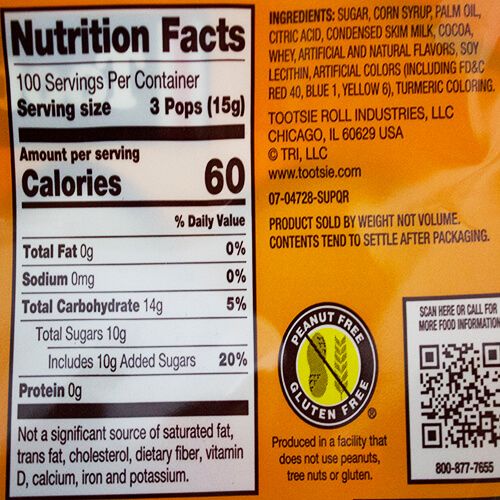 Nutrition Facts
100 Servings Per Container
Serving size 3 Pops (15g)
Amount per serving
Calories 60
% Daily Value
Total Fat 0g 0%
Sodium 0mg 0%
Total Carbohydrate 14g 5%
Total Sugars 10g
Includes 10g Added Sugars 20%
Protein 0g
Not a significant source of saturated fat,
trans fat, cholesterol, dietary fiber, vitamin
D, calcium, iron and potassium.
INGREDIENTS: SUGAR, CORN SYRUP, PALM OIL,
CITRIC ACID, CONDENSED SKIM MILK, COCOA,
WHEY, ARTIFICIAL AND NATURAL FLAVORS, SOY
LECITHIN, ARTIFICIAL COLORS (INCLUDING FD&C
RED 40, BLUE 1, YELLOW 6), TURMERIC COLORING.
TOOTSIE ROLL INDUSTRIES, LLC
CHICAGO, IL 60629 USA
© TRI, LLC
www.tootsie.com
07-04728-SUPQR
PRODUCT SOLD BY WEIGHT NOT VOLUME.
CONTENTS TEND TO SETTLE AFTER PACKAGING.
PEANUT FREE
GLUTEN FREE
®
Produced in a facility that
does not use peanuts,
tree nuts or gluten.
SCAN HERE OR CALL FOR
MORE FOOD INFORMATION
800-877-7655